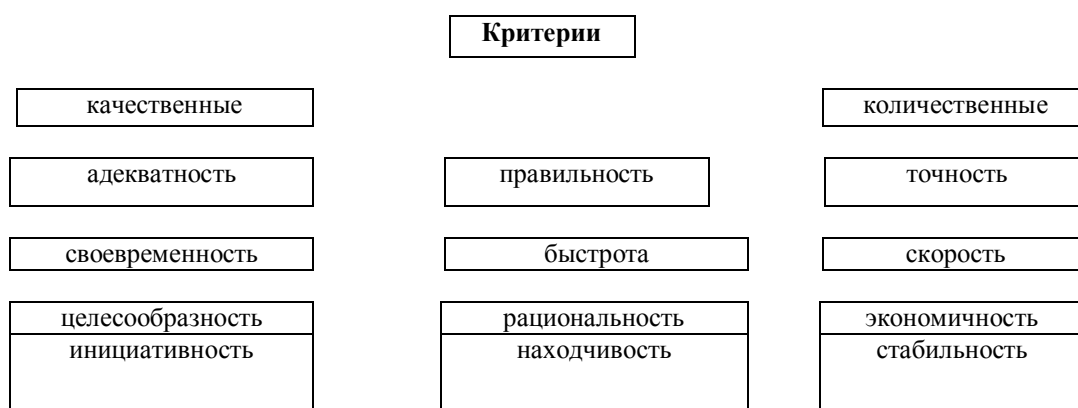 Критерии
качественные количественные
адекватность правильность точность
своевременность быстрота скорость
целесообразность рациональность экономичность
инициативность находчивость стабильность